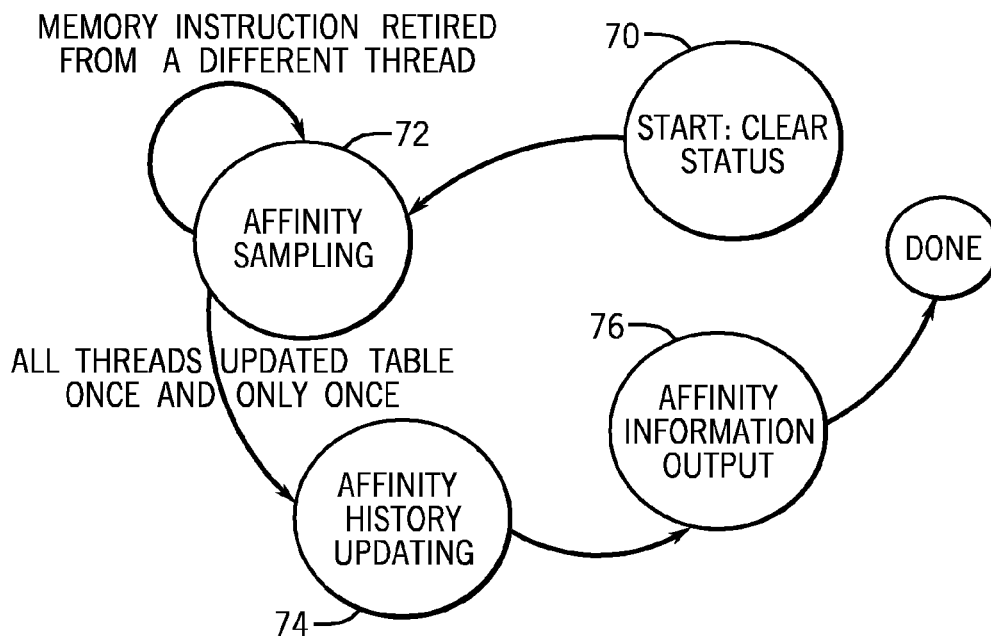 MEMORY INSTRUCTION RETIRED
FROM A DIFFERENT THREAD
70
START: CLEAR
STATUS
72
AFFINITY
SAMPLING
DONE
ALL THREADS UPDATED TABLE
ONCE AND ONLY ONCE
76
AFFINITY
INFORMATION
OUTPUT
AFFINITY
HISTORY
UPDATING
74